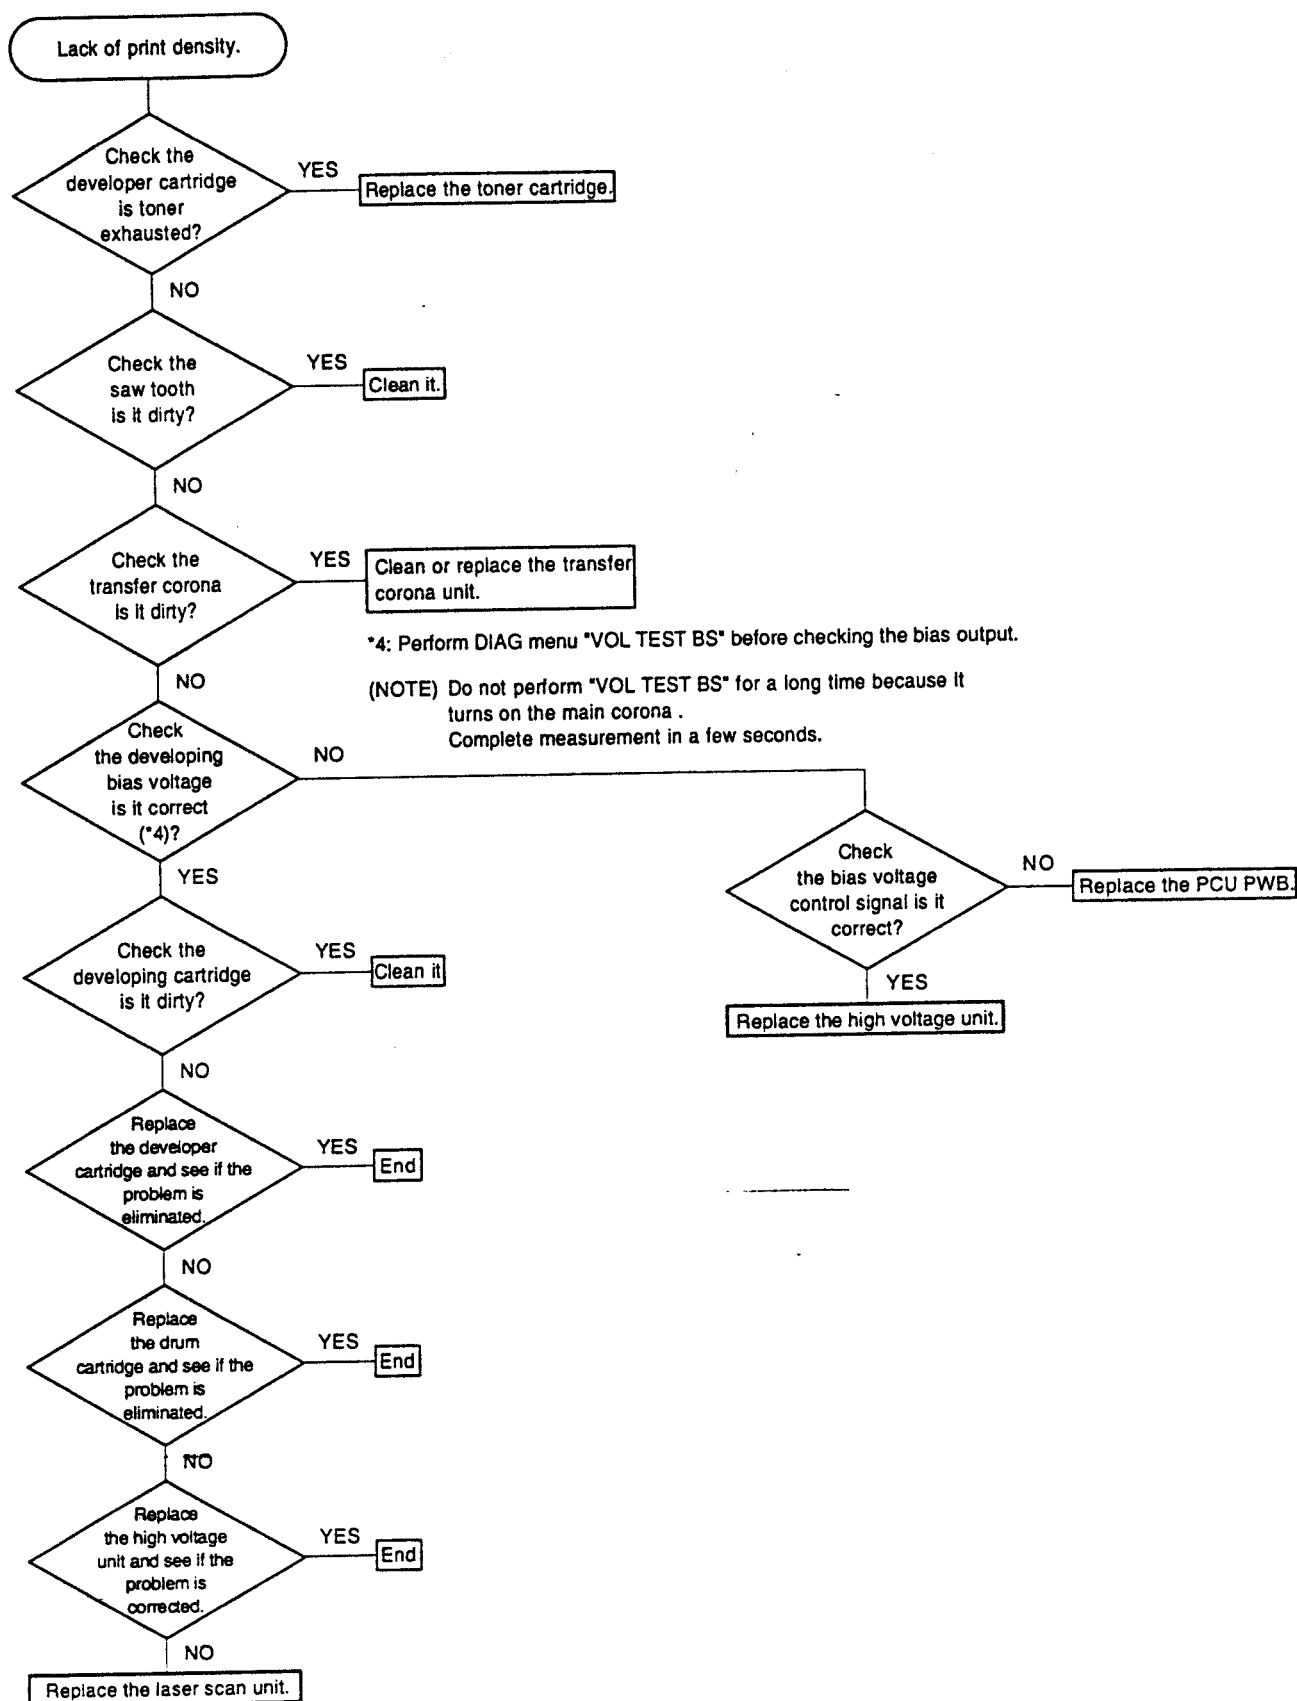 Lack of print density.
Check the
developer cartridge
is toner
exhausted?
YES
Replace the toner cartridge.
NO
Check the
saw tooth
is it dirty?
YES
Clean it.
NO
Check the
transfer corona
is it dirty?
YES
Clean or replace the transfer
corona unit.
*4: Perform DIAG menu "VOL TEST BS" before checking the bias output.
(NOTE) Do not perform "VOL TEST BS" for a long time because it
turns on the main corona .
Complete measurement in a few seconds.
NO
Check
the developing
bias voltage
is it correct
(*4)?
NO
Check
the bias voltage
control signal is it
correct?
NO
Replace the PCU PWB.
YES
Replace the high voltage unit.
YES
Check the
developing cartridge
is it dirty?
YES
Clean it
NO
Replace
the developer
cartridge and see if the
problem is
eliminated.
YES
End
NO
Replace
the drum
cartridge and see if the
problem is
eliminated.
YES
End
NO
Replace
the high voltage
unit and see if the
problem is
corrected.
YES
End
NO
Replace the laser scan unit.